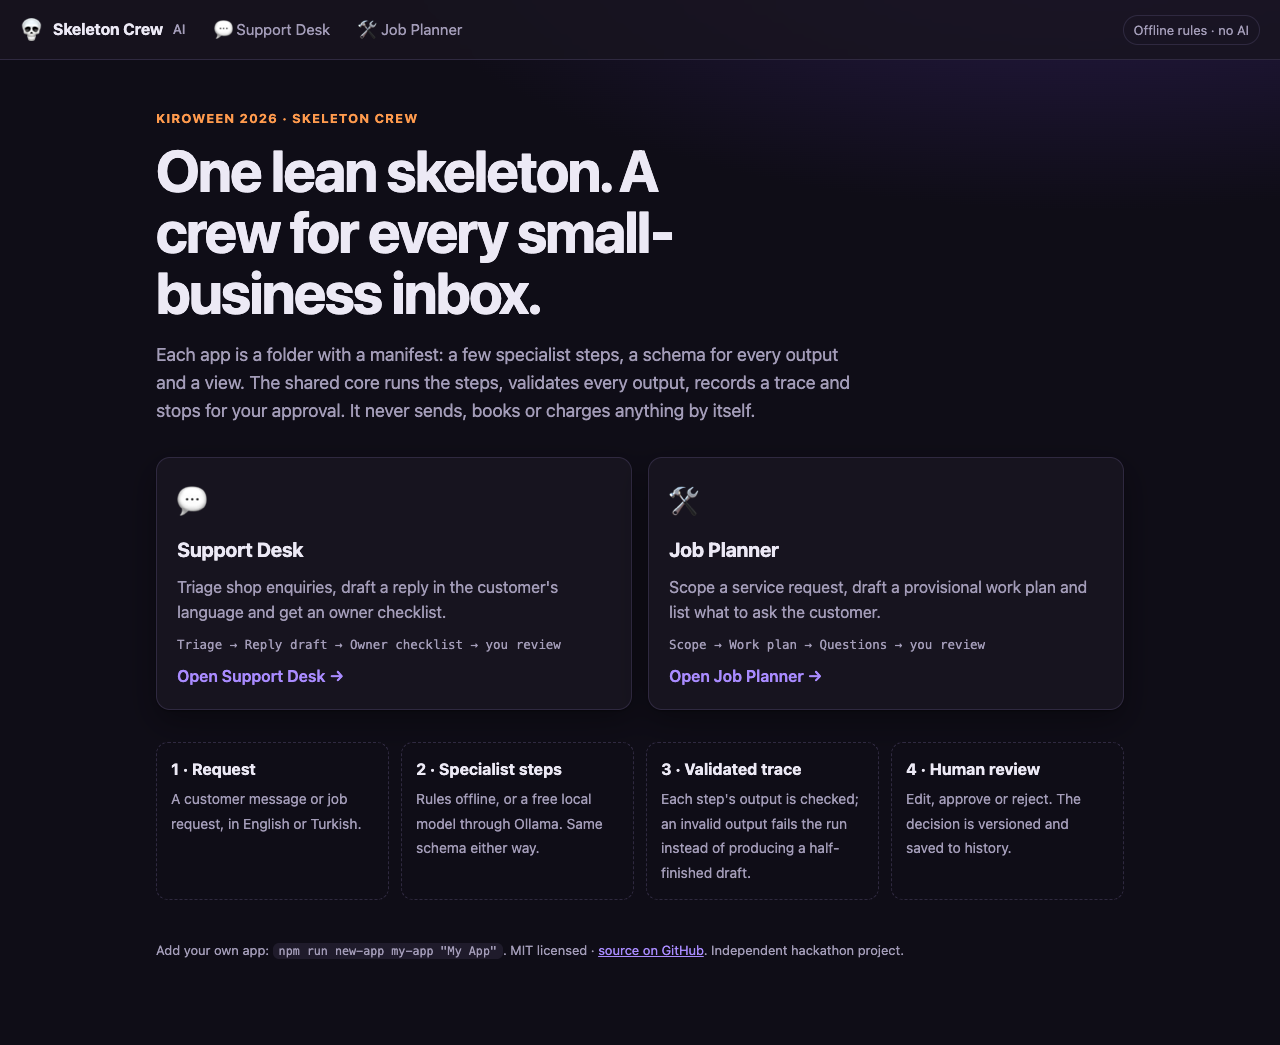 Skeleton Crew AI
Support Desk
Job Planner
Offline rules · no AI
KIROWEEN 2026 · SKELETON CREW
One lean skeleton. A
crew for every small-
business inbox.
Each app is a folder with a manifest: a few specialist steps, a schema for every output
and a view. The shared core runs the steps, validates every output, records a trace and
stops for your approval. It never sends, books or charges anything by itself.
Support Desk
Triage shop enquiries, draft a reply in the customer's
language and get an owner checklist.
Triage → Reply draft → Owner checklist → you review
Open Support Desk →
Job Planner
Scope a service request, draft a provisional work plan and
list what to ask the customer.
Scope → Work plan → Questions → you review
Open Job Planner →
1 · Request
A customer message or job
request, in English or Turkish.
2 · Specialist steps
Rules offline, or a free local
model through Ollama. Same
schema either way.
3 · Validated trace
Each step's output is checked;
an invalid output fails the run
instead of producing a half-
finished draft.
4 · Human review
Edit, approve or reject. The
decision is versioned and
saved to history.
Add your own app: npm run new-app my-app "My App". MIT licensed · source on GitHub. Independent hackathon project.